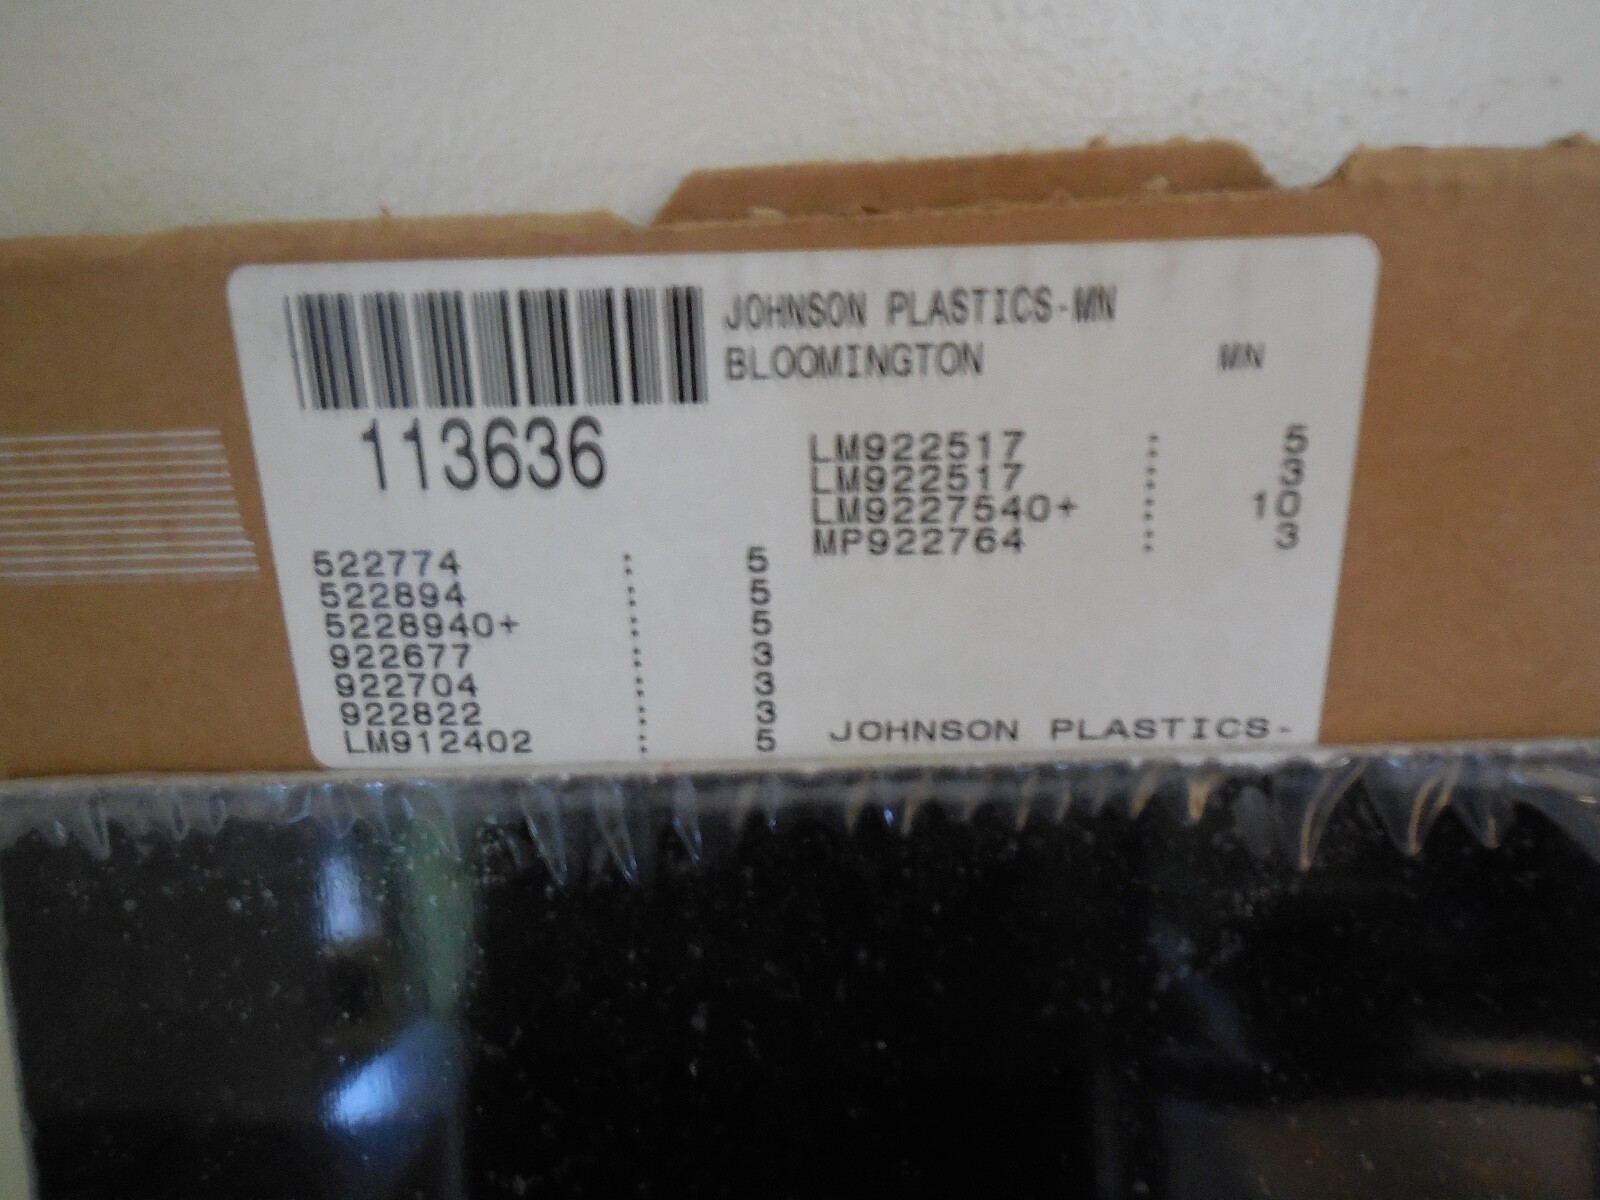 JOHNSON PLASTICS-MN
BLOOMINGTON MN
113636
522774 .... 5
522894 .... 5
5228940+ .... 5
922677 .... 3
922704 .... 3
922822 .... 3
LM912402 .... 5
LM922517 .... 5
LM922517 .... 3
LM9227540+ .... 10
MP922764 .... 3
JOHNSON PLASTICS-